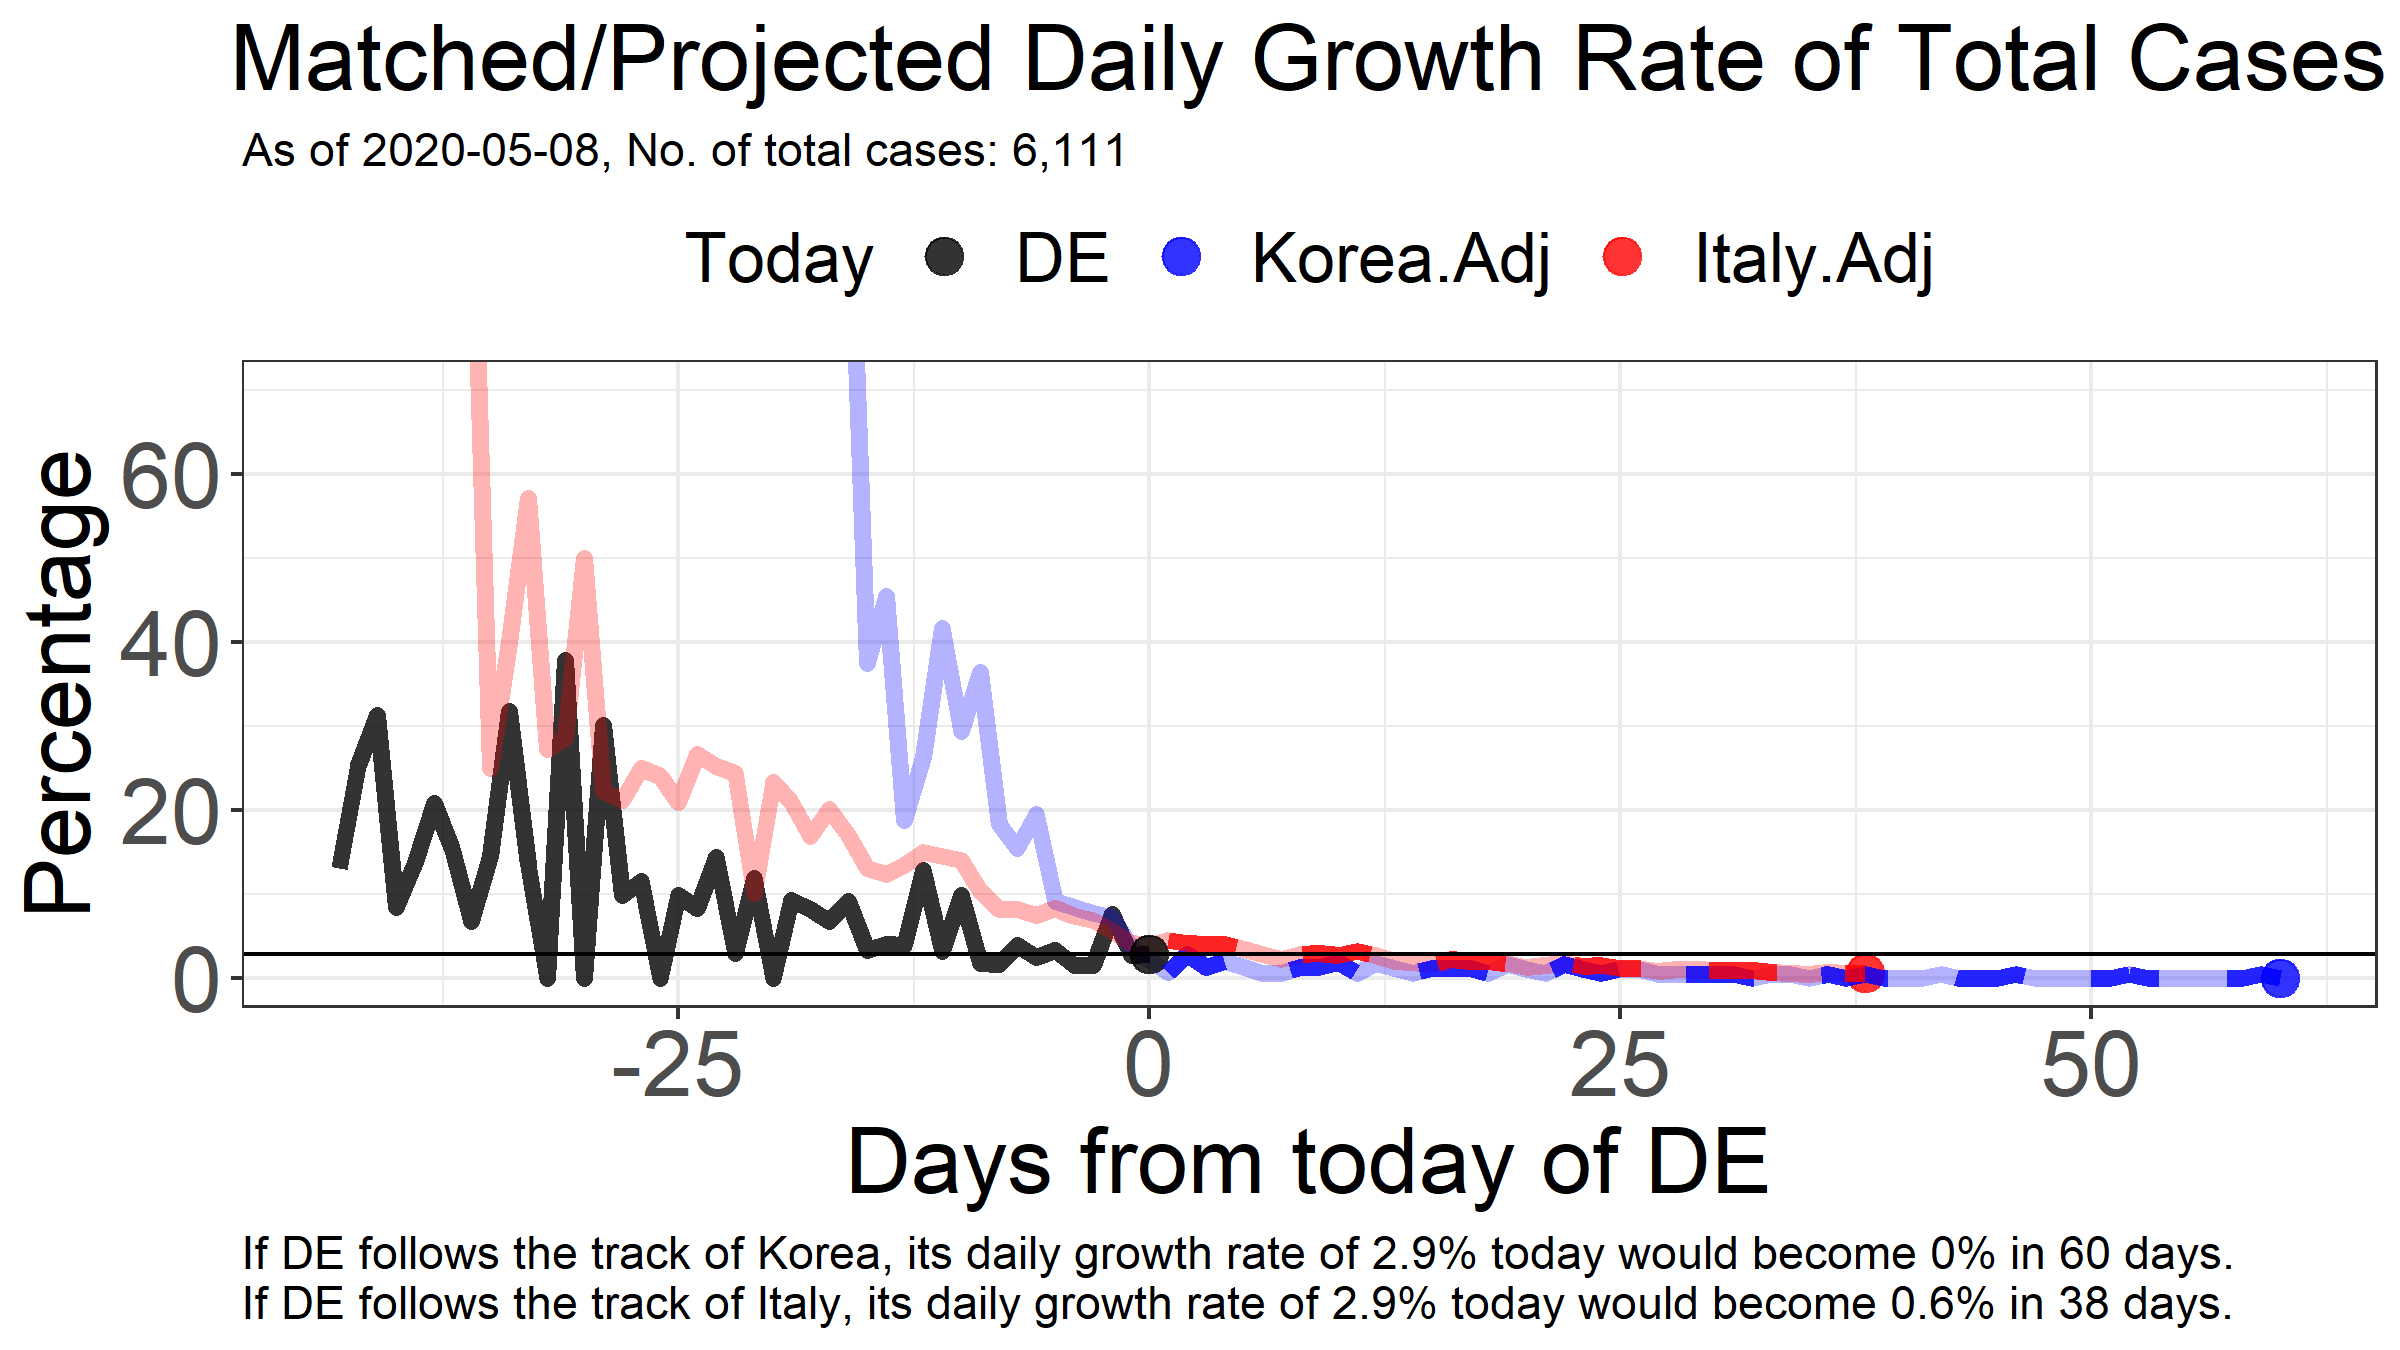 Matched/Projected Daily Growth Rate of Total Cases
As of 2020-05-08, No. of total cases: 6,111
Today DE Korea.Adj Italy.Adj
Percentage
60
40
20
0
-25 0 25 50
Days from today of DE
If DE follows the track of Korea, its daily growth rate of 2.9% today would become 0% in 60 days.
If DE follows the track of Italy, its daily growth rate of 2.9% today would become 0.6% in 38 days.